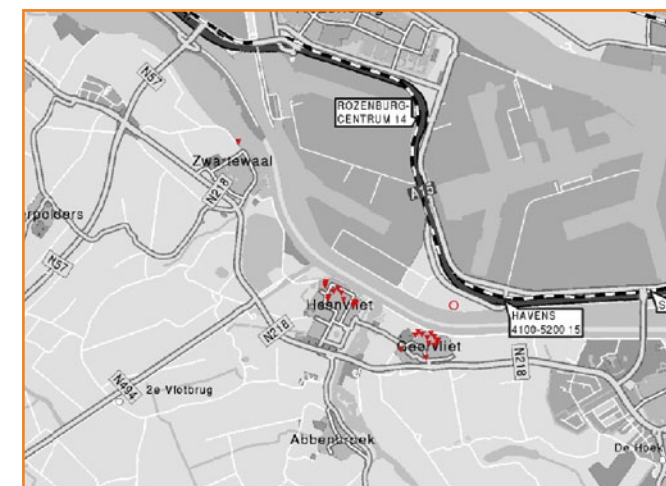 N57
ROZENBURG-
CENTRUM 14
Zwartewaal
N218
A15
erpolders
N57
Heenvliet
HAVENS
4100-5200 15
S
N218
Geervliet
N218
N494
2e Vlotbrug
Abbenbroek
De Hoek